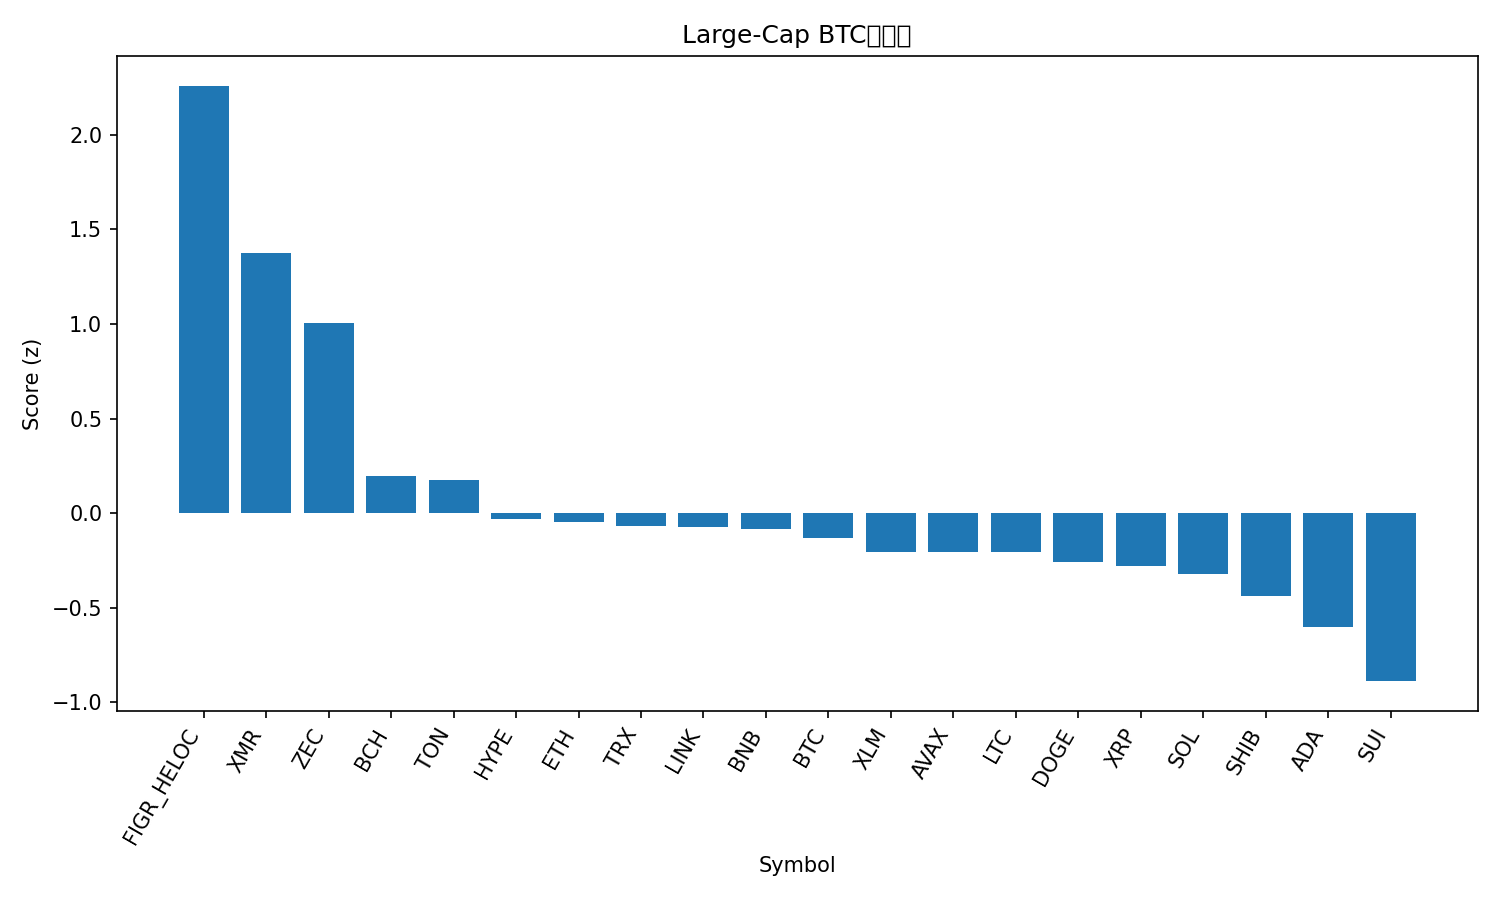 Large-Cap BTC
Score (z)
2.0
1.5
1.0
0.5
0.0
−0.5
−1.0
FIGR_HELOC
XMR
ZEC
BCH
TON
HYPE
ETH
TRX
LINK
BNB
BTC
XLM
AVAX
LTC
DOGE
XRP
SOL
SHIB
ADA
SUI
Symbol